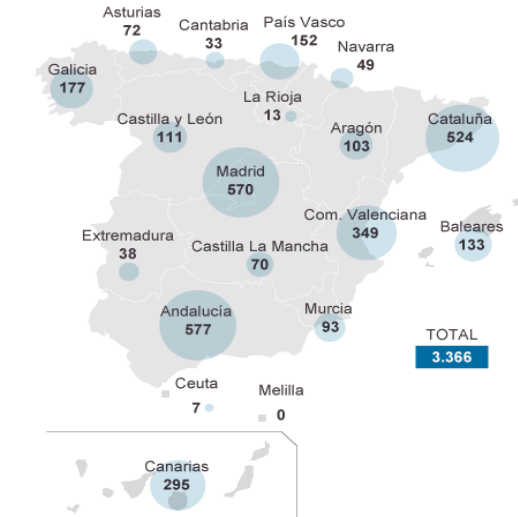 Asturias
72
Cantabria
33
País Vasco
152
Navarra
49
Galicia
177
La Rioja
13
Castilla y León
111
Aragón
103
Cataluña
524
Madrid
570
Com. Valenciana
349
Baleares
133
Extremadura
38
Castilla La Mancha
70
Andalucía
577
Murcia
93
TOTAL
3.366
Ceuta
7
Melilla
0
Canarias
295